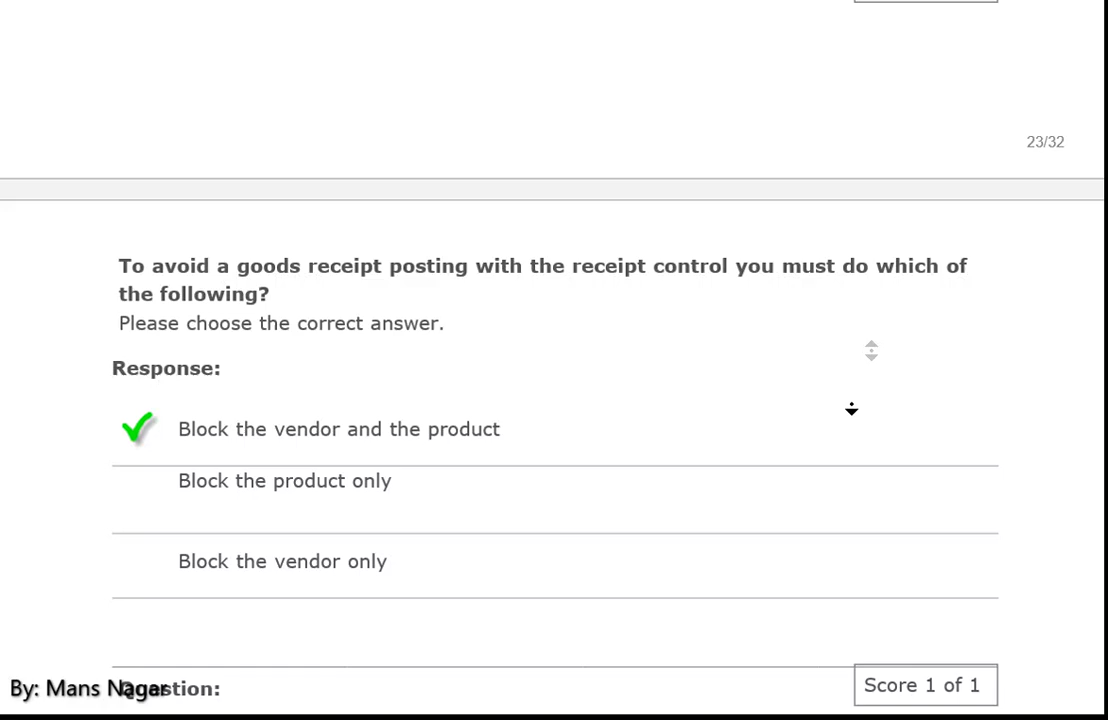 23/32
To avoid a goods receipt posting with the receipt control you must do which of
the following?
Please choose the correct answer.
Response:
Block the vendor and the product
Block the product only
Block the vendor only
By: Mans Nagar
Question:
Score 1 of 1